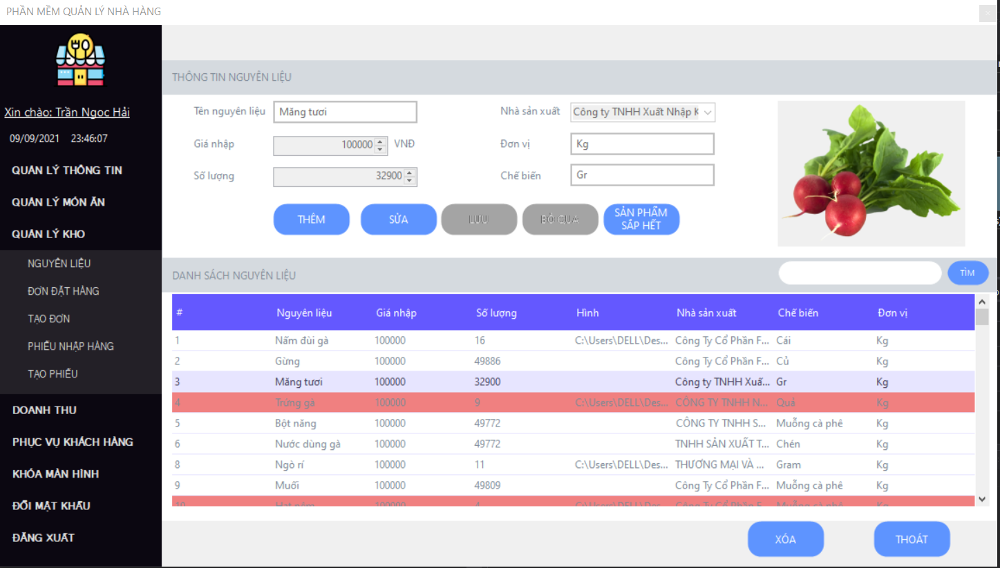 PHẦN MỀM QUẢN LÝ NHÀ HÀNG
Xin chào: Trần Ngọc Hải
09/09/2021 23:46:07
QUẢN LÝ THÔNG TIN
QUẢN LÝ MÓN ĂN
QUẢN LÝ KHO
NGUYÊN LIỆU
ĐƠN ĐẶT HÀNG
TẠO ĐƠN
PHIẾU NHẬP HÀNG
TẠO PHIẾU
DOANH THU
PHỤC VỤ KHÁCH HÀNG
KHÓA MÀN HÌNH
ĐỔI MẬT KHẨU
ĐĂNG XUẤT
THÔNG TIN NGUYÊN LIỆU
Tên nguyên liệu Măng tươi Nhà sản xuất Công ty TNHH Xuất Nhập K
Giá nhập 100000 VNĐ Đơn vị Kg
Số lượng 32900 Chế biến Gr
THÊM SỬA LƯU BỎ QUA SẢN PHẨM
SẮP HẾT
DANH SÁCH NGUYÊN LIỆU TÌM
# Nguyên liệu Giá nhập Số lượng Hình Nhà sản xuất Chế biến Đơn vị
1 Nấm đùi gà 100000 16 C:\Users\DELL\Des... Công Ty Cổ Phần F... Cái Kg
2 Gừng 100000 49886 Công Ty Cổ Phần F... Củ Kg
3 Măng tươi 100000 32900 Công ty TNHH Xuấ... Gr Kg
4 Trứng gà 100000 9 C:\Users\DELL\Des... CÔNG TY TNHH N... Quả Kg
5 Bột năng 100000 49772 CÔNG TY TNHH S... Muỗng cà phê Kg
6 Nước dùng gà 100000 49772 TNHH SẢN XUẤT T... Chén Kg
8 Ngò rí 100000 11 C:\Users\DELL\Des... THƯƠNG MẠI VÀ ... Gram Kg
9 Muối 100000 49809 Công Ty Cổ Phần F... Muỗng cà phê Kg
10 Hạt nêm 100000 4 C:\Users\DELL\Des... Công Ty Cổ Phần F... Muỗng cà phê Kg
XÓA THOÁT